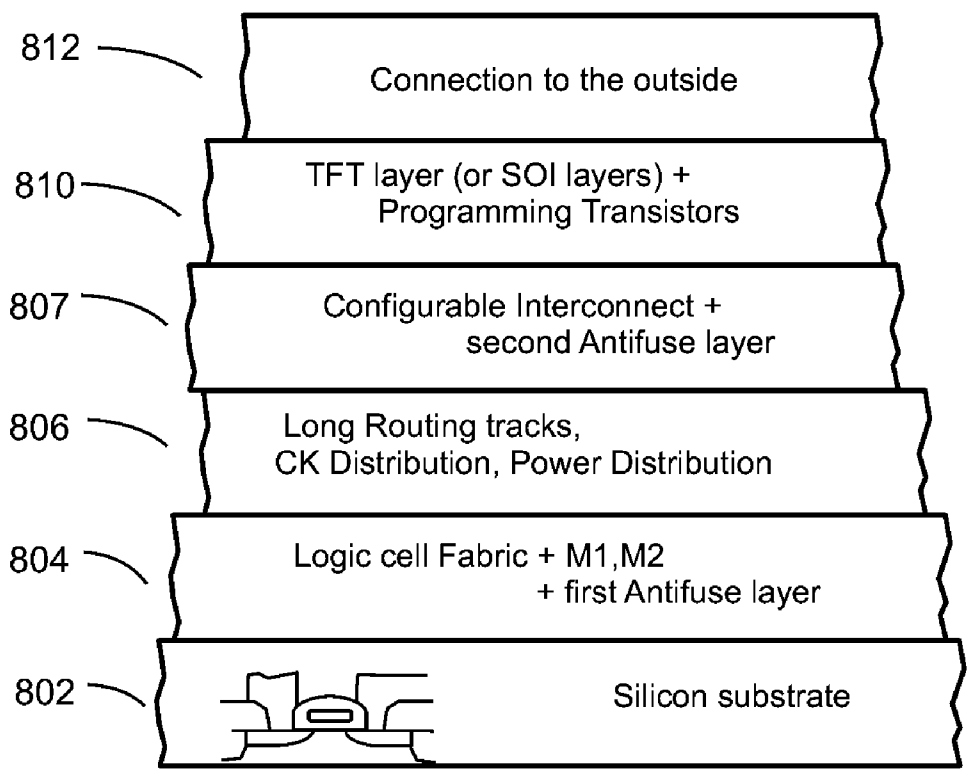 812
Connection to the outside
810
TFT layer (or SOI layers) +
Programming Transistors
807
Configurable Interconnect +
second Antifuse layer
806
Long Routing tracks,
CK Distribution, Power Distribution
804
Logic cell Fabric + M1,M2
+ first Antifuse layer
802
Silicon substrate